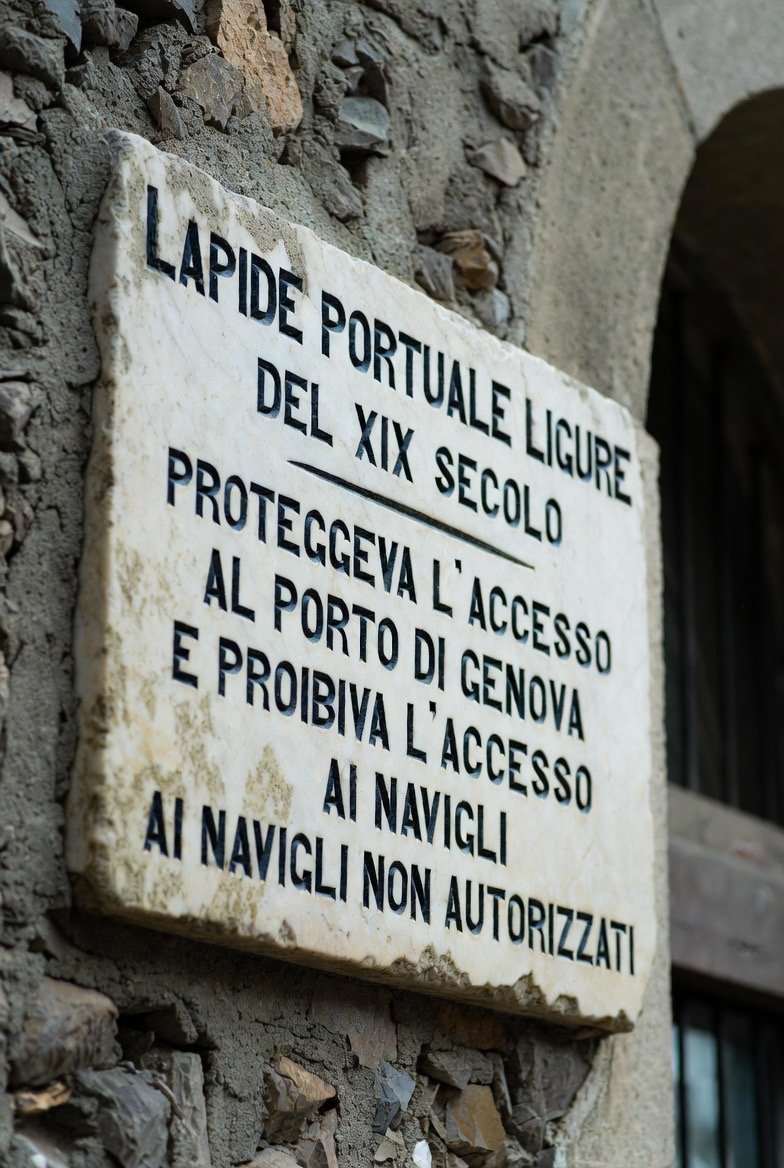 LAPIDE PORTUALE LIGURE
DEL XIX SECOLO
PROTEGGEVA L'ACCESSO
AL PORTO DI GENOVA
E PROIBIVA L'ACCESSO
AI NAVIGLI
AI NAVIGLI NON AUTORIZZATI